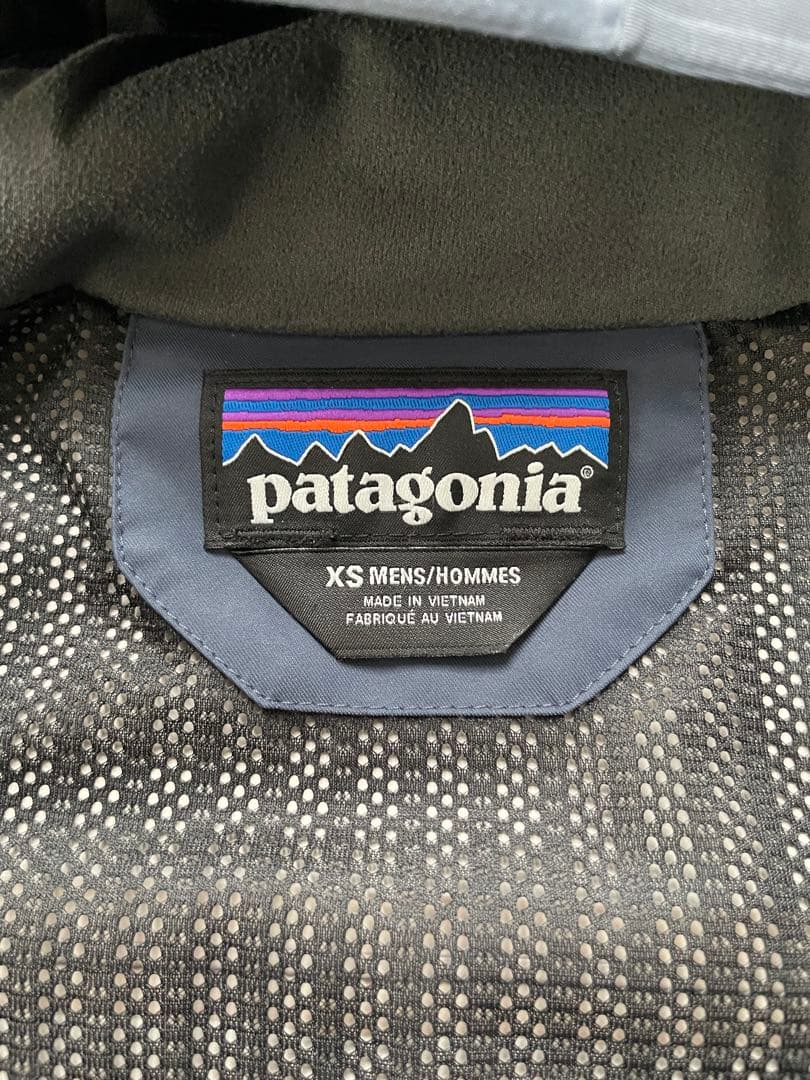 patagonia®
XS MENS/HOMMES
MADE IN VIETNAM
FABRIQUÉ AU VIETNAM